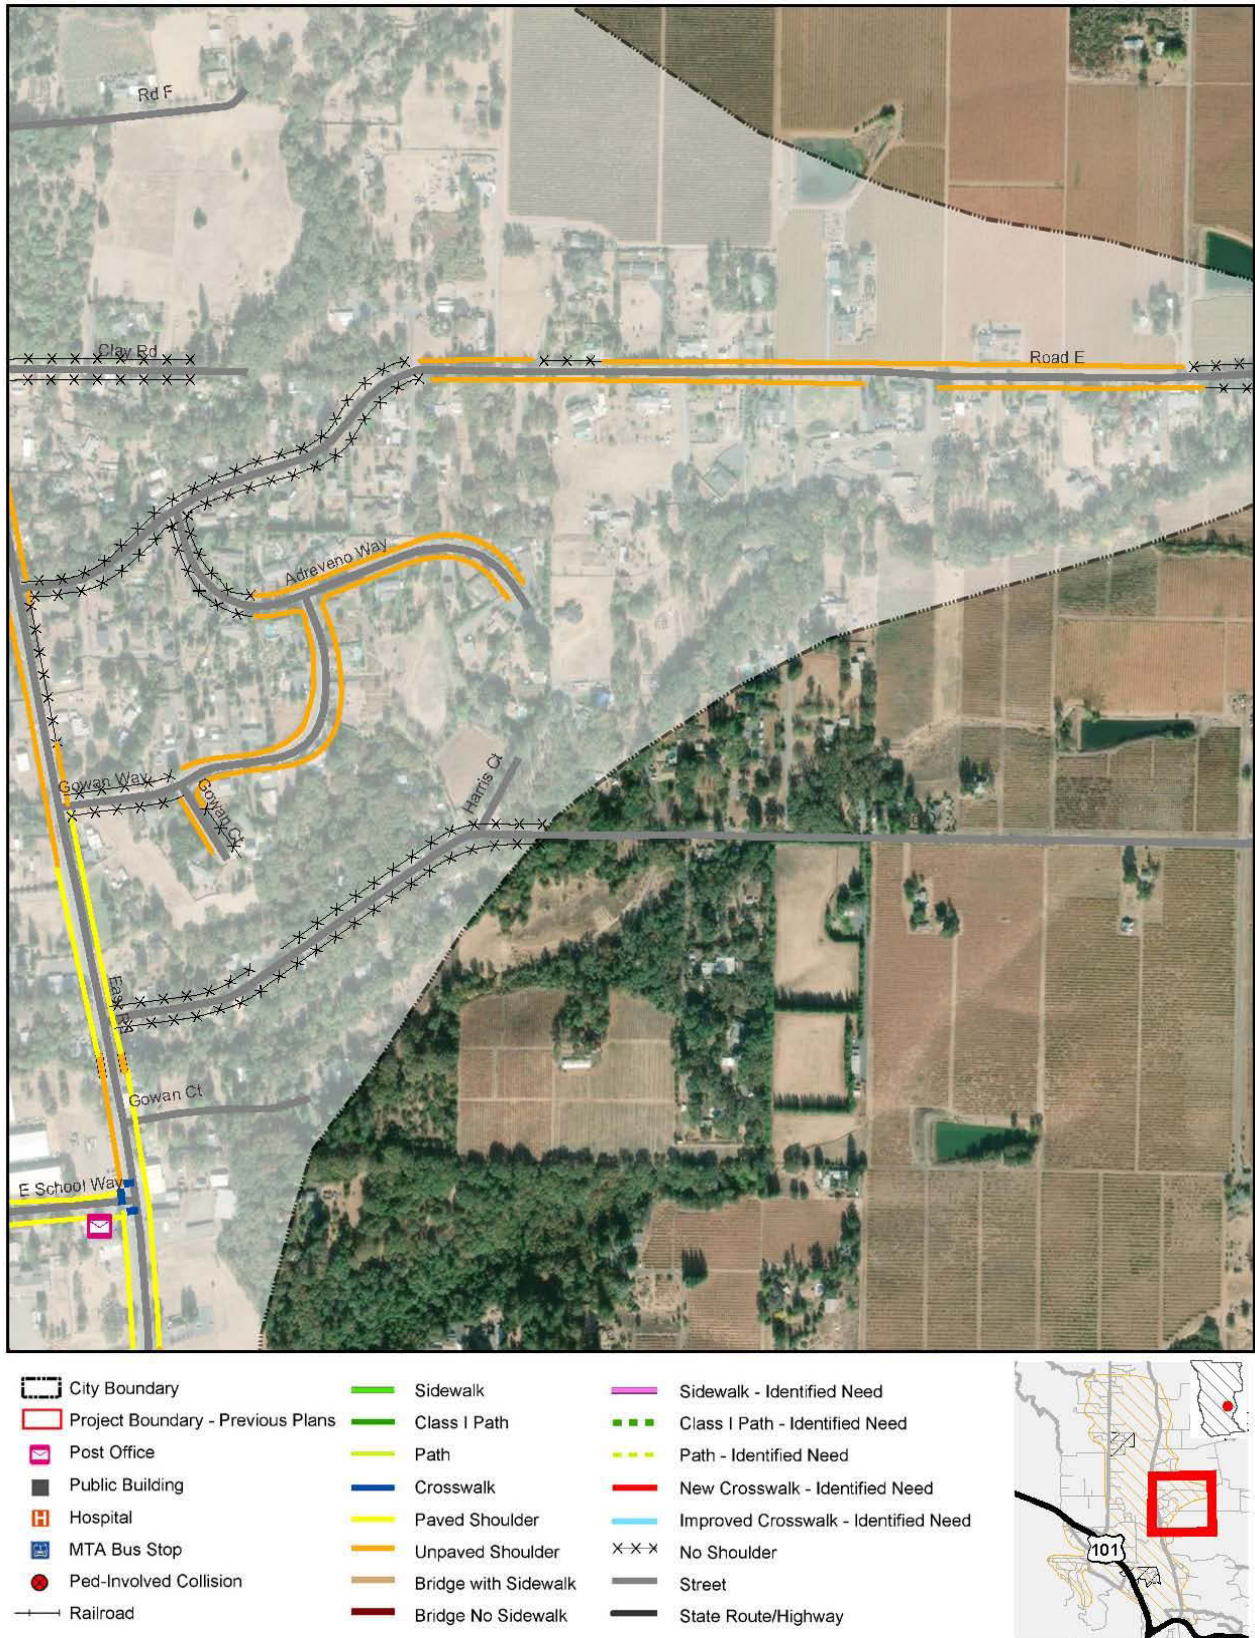 Rd F
Clay Rd
Road E
Adreveno Way
Gowan Way
Gowan Ct
Harris Ct
East Rd
Gowan Ct
E School Way
City Boundary
Project Boundary - Previous Plans
Post Office
Public Building
H Hospital
MTA Bus Stop
Ped-Involved Collision
Railroad
Sidewalk
Class I Path
Path
Crosswalk
Paved Shoulder
Unpaved Shoulder
Bridge with Sidewalk
Bridge No Sidewalk
Sidewalk - Identified Need
Class I Path - Identified Need
Path - Identified Need
New Crosswalk - Identified Need
Improved Crosswalk - Identified Need
No Shoulder
Street
State Route/Highway
101